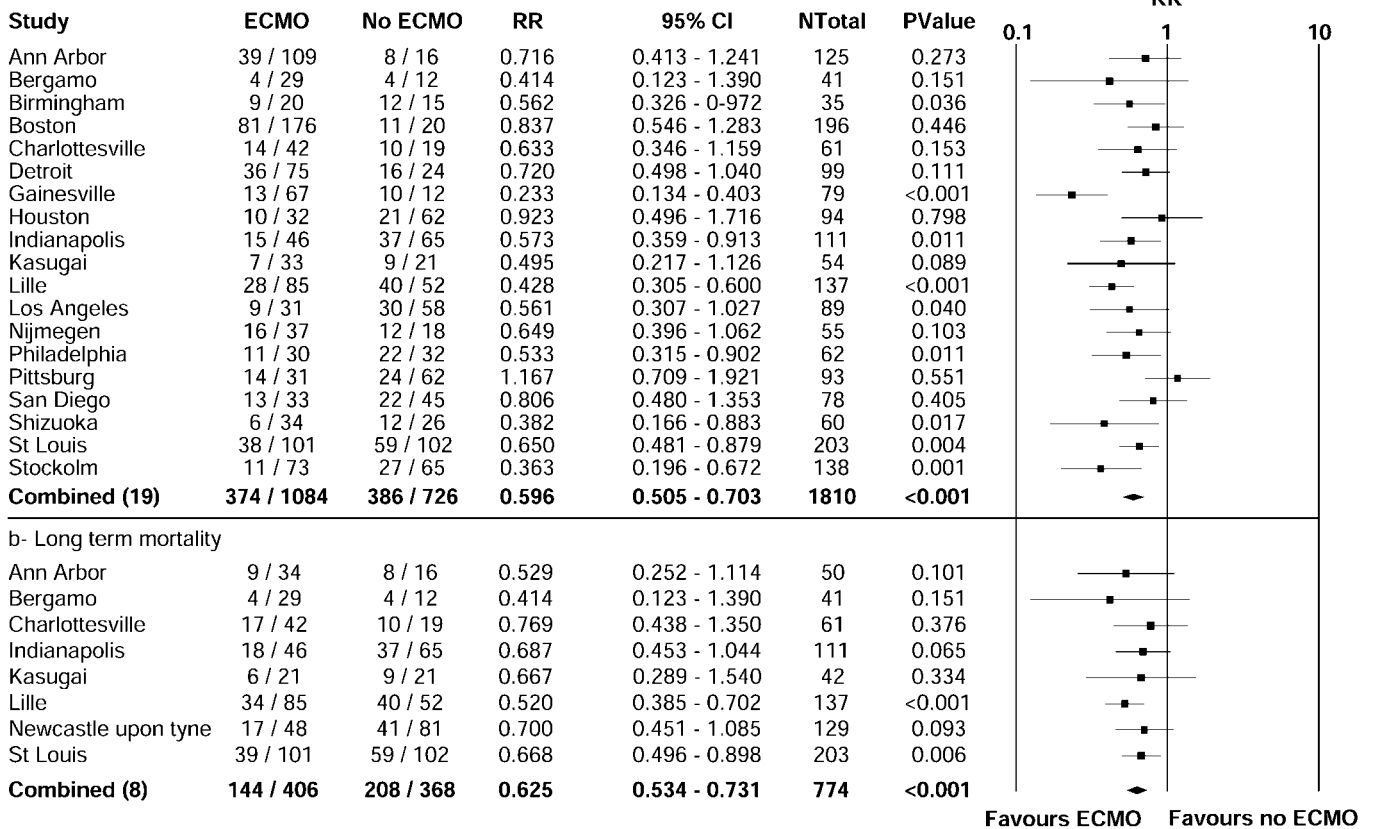 RR
Study ECMO No ECMO RR 95% CI NTotal PValue 0.1 1 10
Ann Arbor 39 / 109 8 / 16 0.716 0.413 - 1.241 125 0.273
Bergamo 4 / 29 4 / 12 0.414 0.123 - 1.390 41 0.151
Birmingham 9 / 20 12 / 15 0.562 0.326 - 0-972 35 0.036
Boston 81 / 176 11 / 20 0.837 0.546 - 1.283 196 0.446
Charlottesville 14 / 42 10 / 19 0.633 0.346 - 1.159 61 0.153
Detroit 36 / 75 16 / 24 0.720 0.498 - 1.040 99 0.111
Gainesville 13 / 67 10 / 12 0.233 0.134 - 0.403 79 <0.001
Houston 10 / 32 21 / 62 0.923 0.496 - 1.716 94 0.798
Indianapolis 15 / 46 37 / 65 0.573 0.359 - 0.913 111 0.011
Kasugai 7 / 33 9 / 21 0.495 0.217 - 1.126 54 0.089
Lille 28 / 85 40 / 52 0.428 0.305 - 0.600 137 <0.001
Los Angeles 9 / 31 30 / 58 0.561 0.307 - 1.027 89 0.040
Nijmegen 16 / 37 12 / 18 0.649 0.396 - 1.062 55 0.103
Philadelphia 11 / 30 22 / 32 0.533 0.315 - 0.902 62 0.011
Pittsburg 14 / 31 24 / 62 1.167 0.709 - 1.921 93 0.551
San Diego 13 / 33 22 / 45 0.806 0.480 - 1.353 78 0.405
Shizuoka 6 / 34 12 / 26 0.382 0.166 - 0.883 60 0.017
St Louis 38 / 101 59 / 102 0.650 0.481 - 0.879 203 0.004
Stockolm 11 / 73 27 / 65 0.363 0.196 - 0.672 138 0.001
Combined (19) 374 / 1084 386 / 726 0.596 0.505 - 0.703 1810 <0.001
b- Long term mortality
Ann Arbor 9 / 34 8 / 16 0.529 0.252 - 1.114 50 0.101
Bergamo 4 / 29 4 / 12 0.414 0.123 - 1.390 41 0.151
Charlottesville 17 / 42 10 / 19 0.769 0.438 - 1.350 61 0.376
Indianapolis 18 / 46 37 / 65 0.687 0.453 - 1.044 111 0.065
Kasugai 6 / 21 9 / 21 0.667 0.289 - 1.540 42 0.334
Lille 34 / 85 40 / 52 0.520 0.385 - 0.702 137 <0.001
Newcastle upon tyne 17 / 48 41 / 81 0.700 0.451 - 1.085 129 0.093
St Louis 39 / 101 59 / 102 0.668 0.496 - 0.898 203 0.006
Combined (8) 144 / 406 208 / 368 0.625 0.534 - 0.731 774 <0.001
Favours ECMO Favours no ECMO